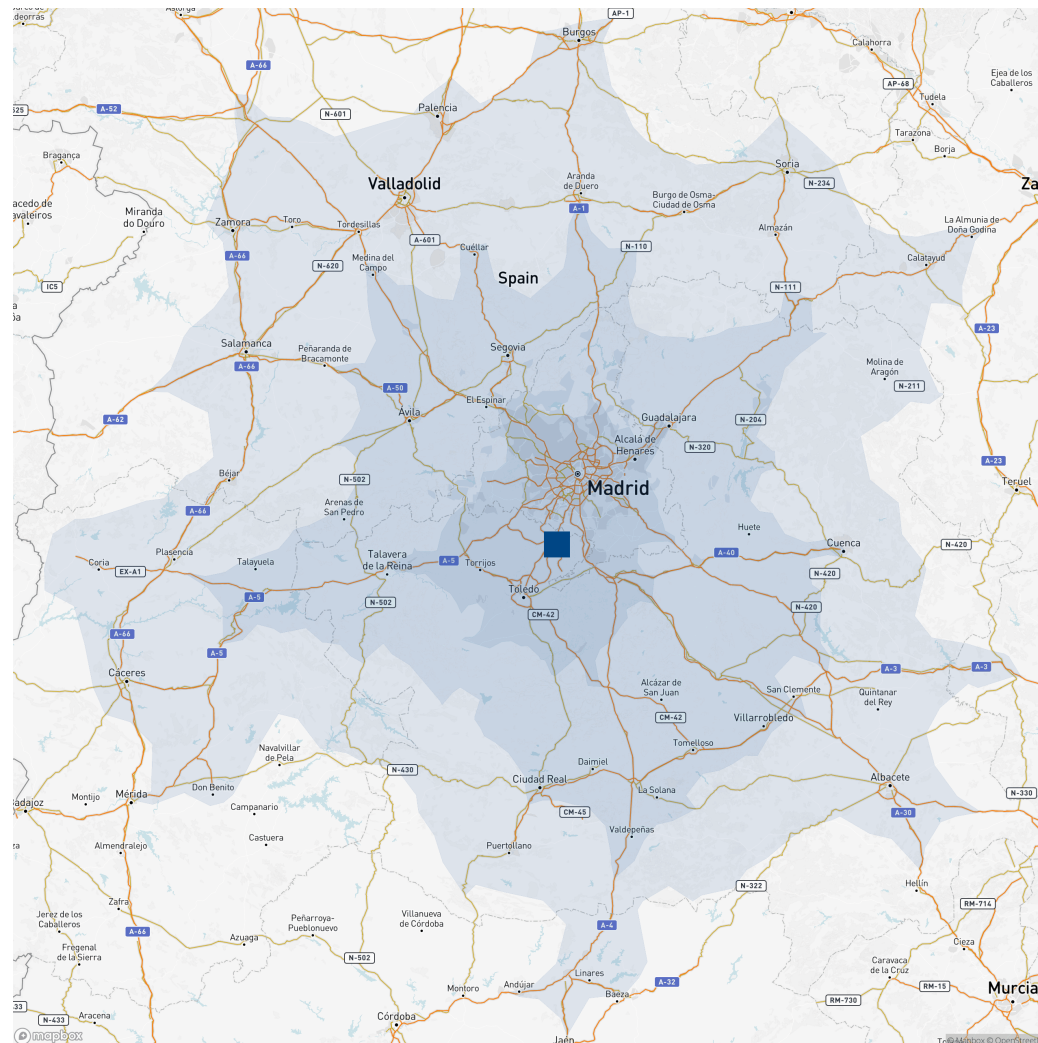 Astorga
AP-1
Burgos
Calahorra
Ejea de los
Caballeros
A-66
AP-68
Tudela
A-52
N-601
Palencia
Tarazona
Borja
Bragança
Soria
N-234
Valladolid
Aranda
de Duero
Burgo de Osma-
Ciudad de Osma
Miranda
do Douro
Zamora
Toro
Tordesillas
A-1
Almazán
La Almunia de
Doña Godina
A-601
N-110
Cuéllar
A-66
N-620
Medina del
Campo
Calatayud
Spain
IC5
N-111
A-23
Salamanca
Peñaranda de
Bracamonte
Segovia
A-66
Molina de
Aragón
N-211
A-50
El Espinar
Ávila
A-62
Guadalajara
N-204
Alcalá de
Henares
N-320
A-23
Béjar
N-502
Madrid
Teruel
A-66
Arenas de
San Pedro
Huete
Plasencia
Talavera
de la Reina
A-5
Torrijos
A-40
Cuenca
N-420
Coria
EX-A1
Talayuela
N-420
A-5
N-502
Toledo
CM-42
N-420
A-66
A-5
A-3
A-3
Cáceres
Alcázar de
San Juan
San Clemente
Quintanar
del Rey
CM-42
Villarrobledo
Navalvillar
de Pela
Tomelloso
N-430
Daimiel
Ciudad Real
Albacete
Don Benito
La Solana
N-330
Montijo
Mérida
Campanario
CM-45
A-30
Castuera
Valdepeñas
Almendralejo
Puertollano
Hellín
N-322
Zafra
RM-714
Jerez de los
Caballeros
Peñarroya-
Pueblonuevo
Villanueva
de Córdoba
A-4
A-66
Azuaga
Cieza
Fregenal
de la Sierra
N-502
Caravaca
de la Cruz
Linares
A-32
Montoro
Andújar
Baeza
RM-15
Murcia
RM-730
N-433
Aracena
Córdoba
Jaén
mapbox
© Mapbox © OpenStreet